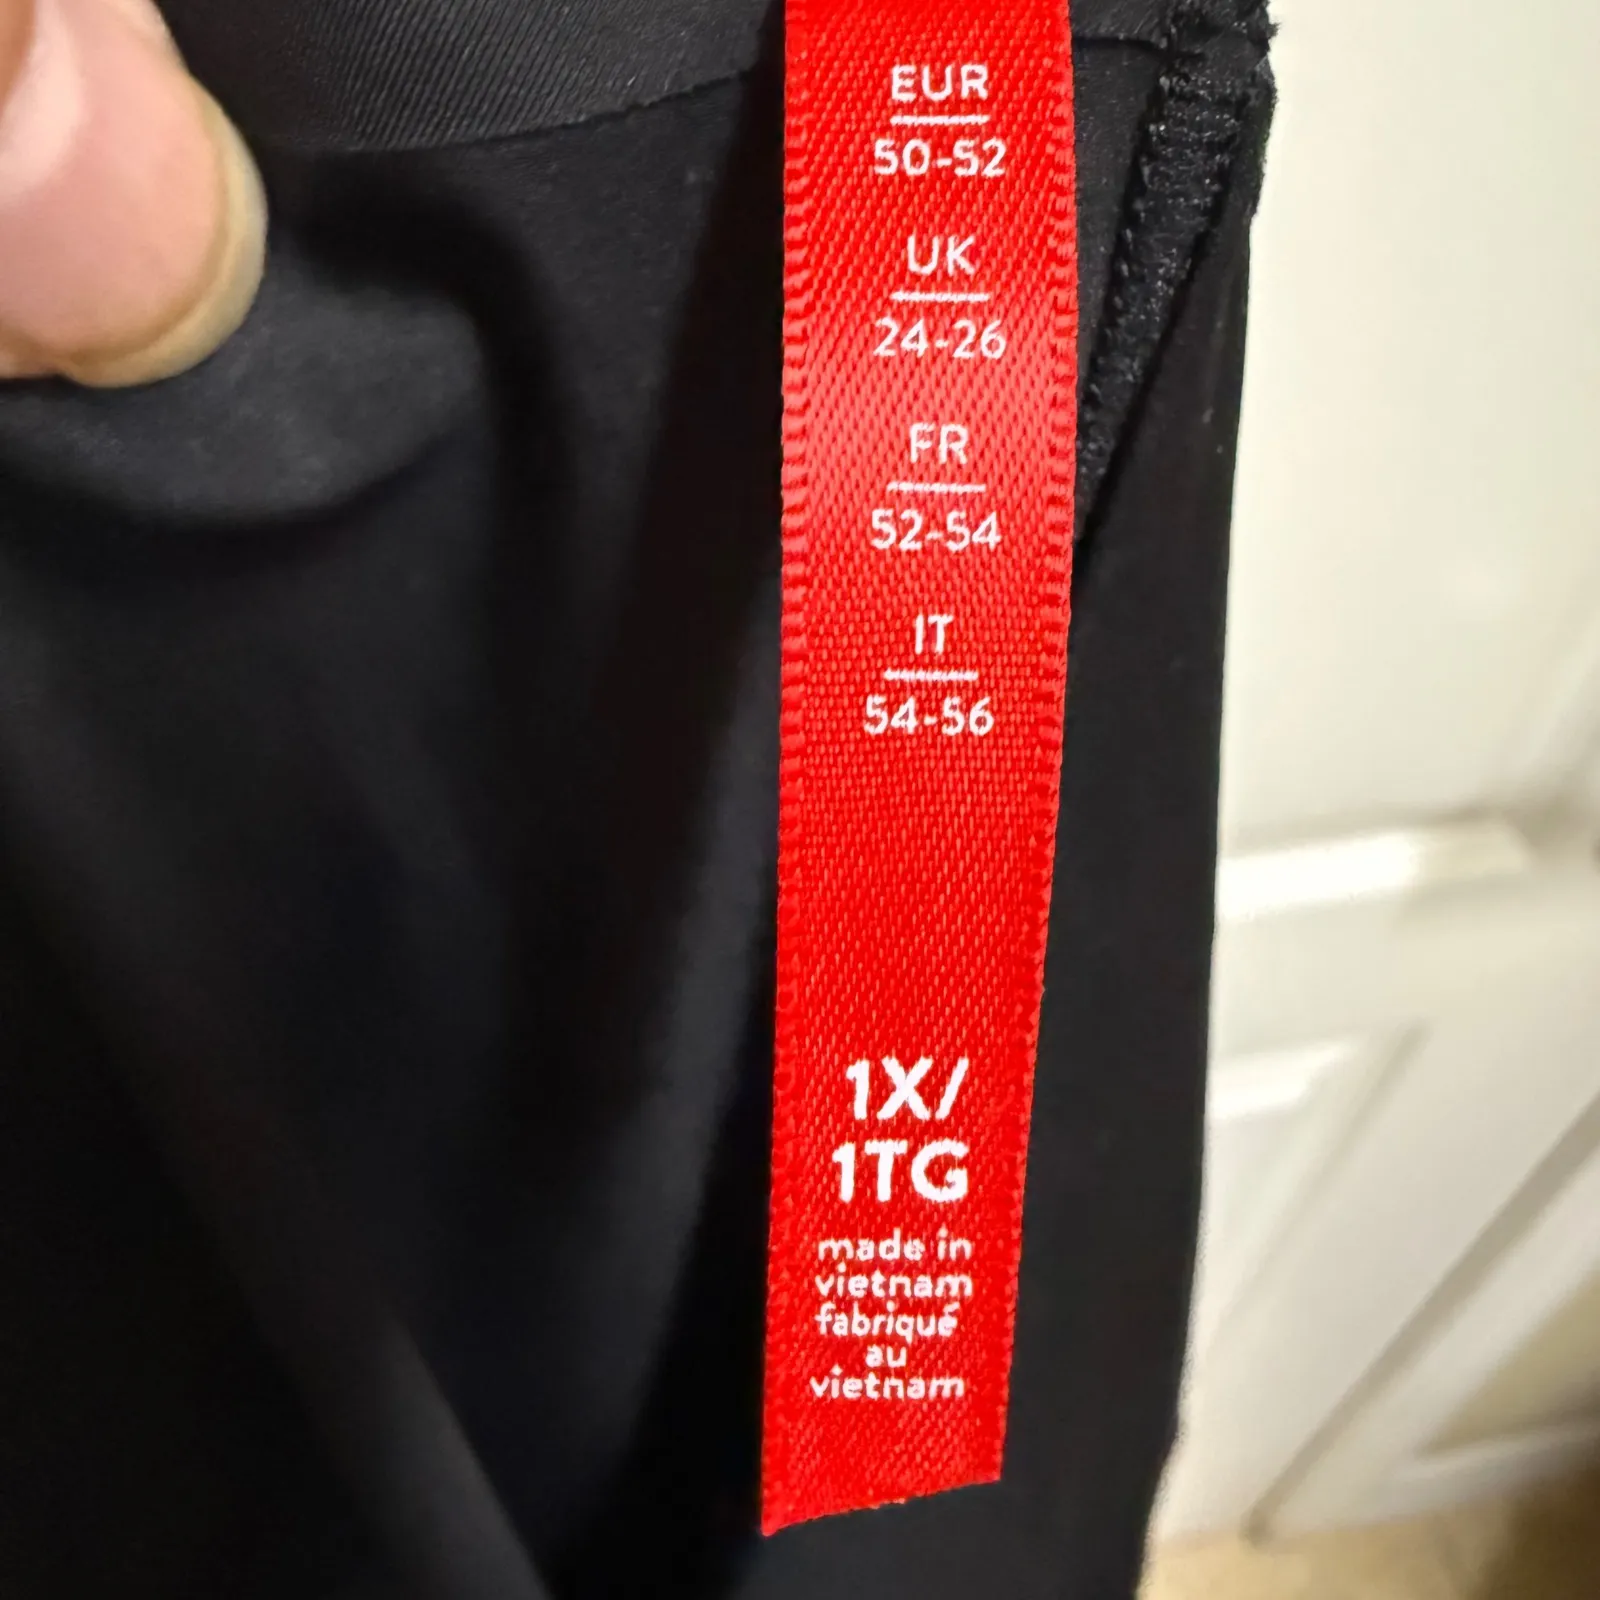 EUR
50-52
UK
24-26
FR
52-54
IT
54-56
1X/
1TG
made in
vietnam
fabriqué
au
vietnam